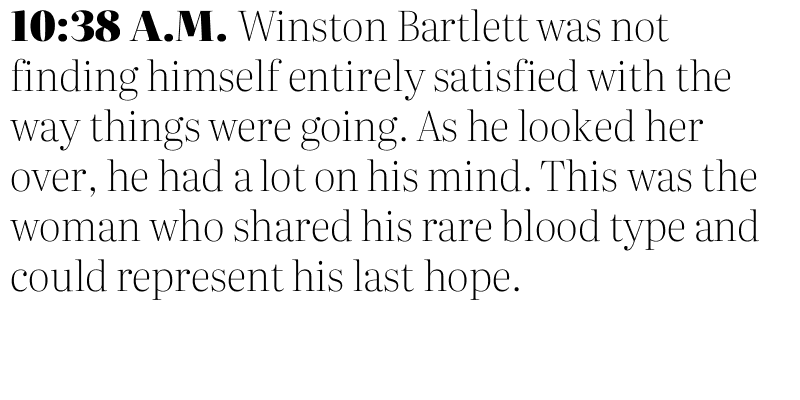 10:38 A.M. Winston Bartlett was not
finding himself entirely satisfied with the
way things were going. As he looked her
over, he had a lot on his mind. This was the
woman who shared his rare blood type and
could represent his last hope.